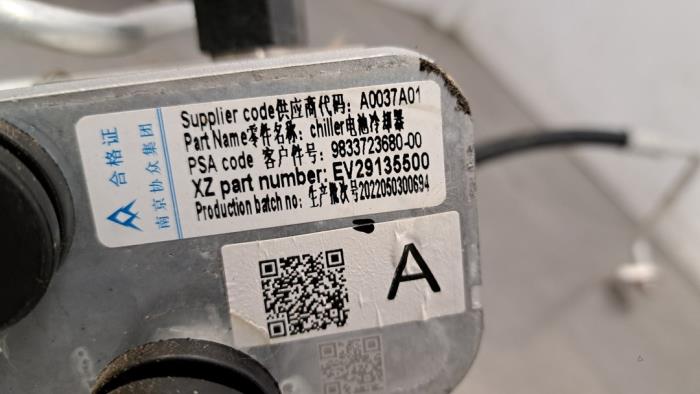 合格证
南京协众集团
Supplier code供应商代码: A0037A01
Part Name零件名称: chiller电池冷却器
PSA code 客户件号: 9833723680-00
XZ part number: EV29135500
Production batch no: 生产批次号2022050300694
A